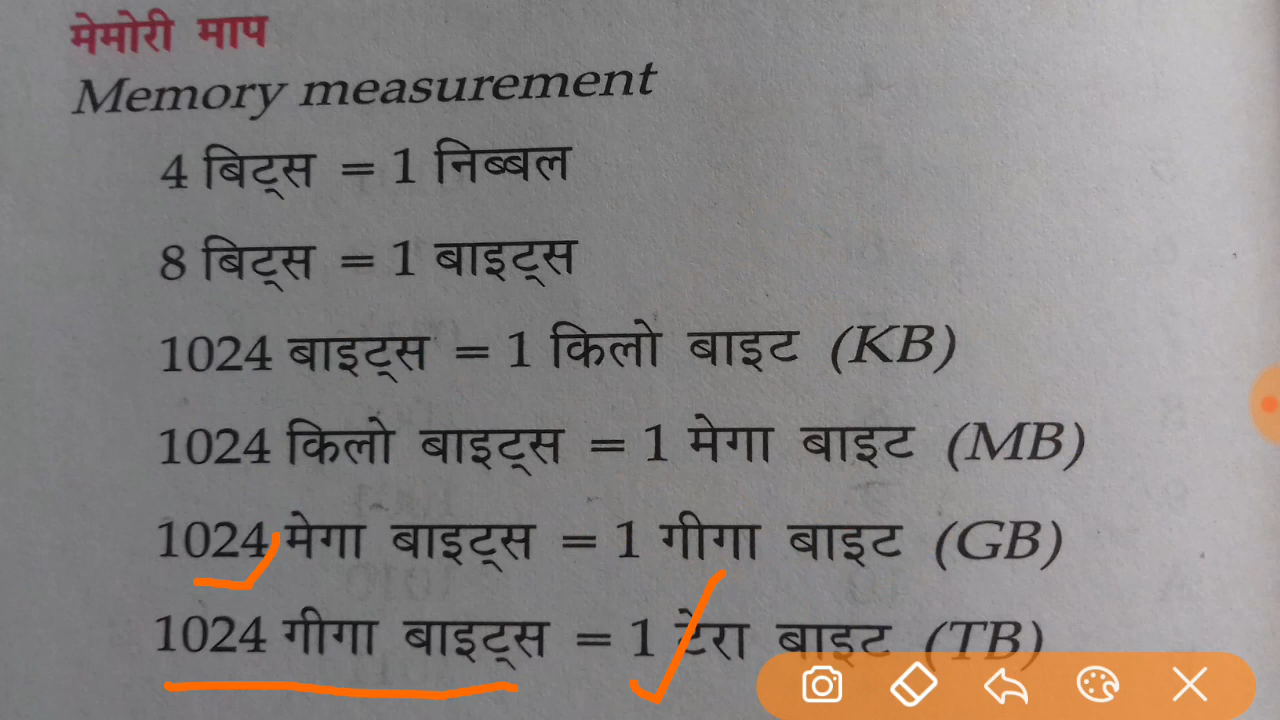 मेमोरी माप
Memory measurement
4 बिट्स = 1 निब्बल
8 बिट्स = 1 बाइट्स
1024 बाइट्स = 1 किलो बाइट (KB)
1024 किलो बाइट्स = 1 मेगा बाइट (MB)
1024 मेगा बाइट्स = 1 गीगा बाइट (GB)
1024 गीगा बाइट्स = 1 टेरा बाइट (TB)